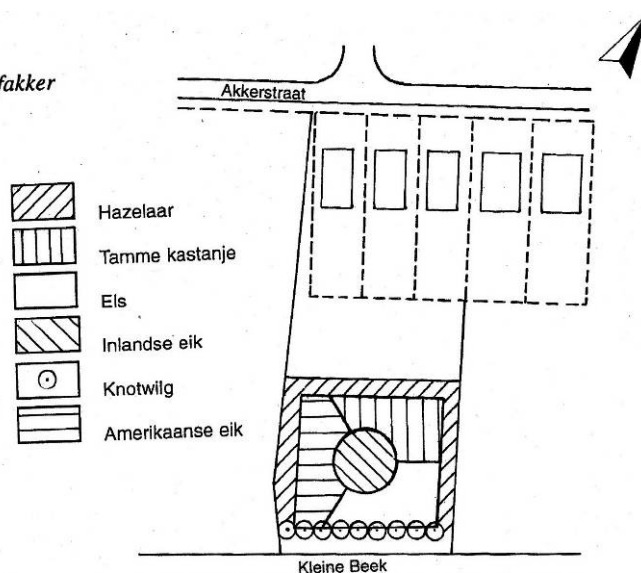 fakker
Akkerstraat
Hazelaar
Tamme kastanje
Els
Inlandse eik
Knotwilg
Amerikaanse eik
Kleine Beek